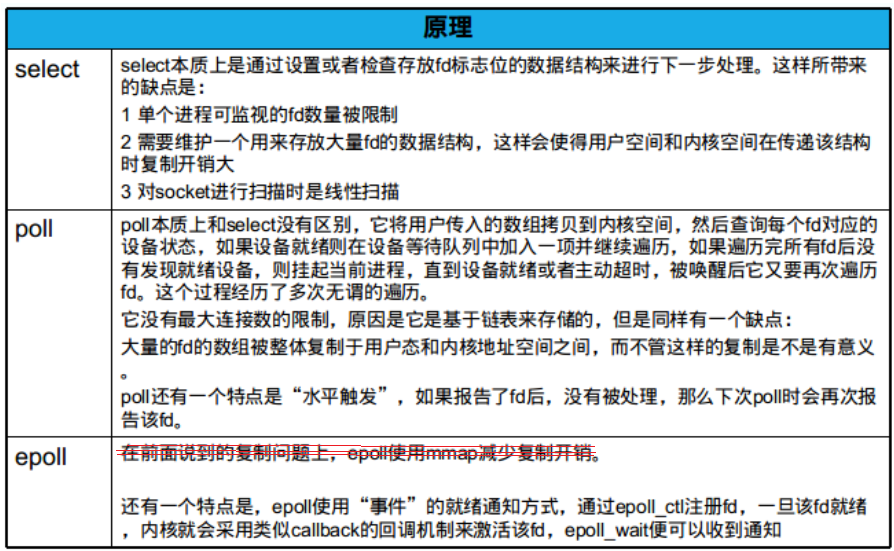 原理
select
select本质上是通过设置或者检查存放fd标志位的数据结构来进行下一步处理。这样所带来
的缺点是：
1 单个进程可监视的fd数量被限制
2 需要维护一个用来存放大量fd的数据结构，这样会使得用户空间和内核空间在传递该结构
时复制开销大
3 对socket进行扫描时是线性扫描
poll
poll本质上和select没有区别，它将用户传入的数组拷贝到内核空间，然后查询每个fd对应的
设备状态，如果设备就绪则在设备等待队列中加入一项并继续遍历，如果遍历完所有fd后没
有发现就绪设备，则挂起当前进程，直到设备就绪或者主动超时，被唤醒后它又要再次遍历
fd。这个过程经历了多次无谓的遍历。
它没有最大连接数的限制，原因是它是基于链表来存储的，但是同样有一个缺点：
大量的fd的数组被整体复制于用户态和内核地址空间之间，而不管这样的复制是不是有意义
。
poll还有一个特点是“水平触发”，如果报告了fd后，没有被处理，那么下次poll时会再次报
告该fd。
epoll
在前面说到的复制问题上，epoll使用mmap减少复制开销。
还有一个特点是，epoll使用“事件”的就绪通知方式，通过epoll_ctl注册fd，一旦该fd就绪
，内核就会采用类似callback的回调机制来激活该fd，epoll_wait便可以收到通知